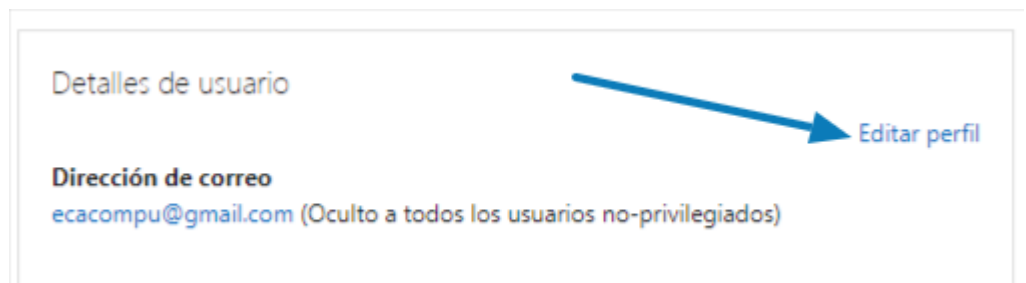 Detalles de usuario
Editar perfil
Dirección de correo
ecacompu@gmail.com (Oculto a todos los usuarios no-privilegiados)